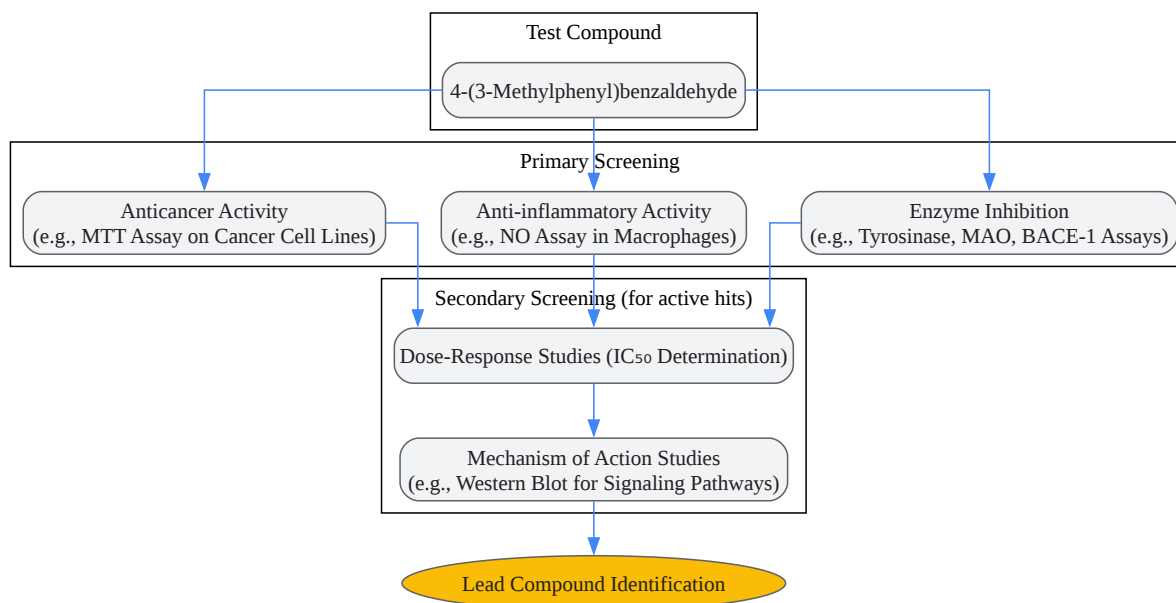 Test Compound
4-(3-Methylphenyl)benzaldehyde
Primary Screening
Anticancer Activity
(e.g., MTT Assay on Cancer Cell Lines)
Anti-inflammatory Activity
(e.g., NO Assay in Macrophages)
Enzyme Inhibition
(e.g., Tyrosinase, MAO, BACE-1 Assays)
Secondary Screening (for active hits)
Dose-Response Studies (IC₅₀ Determination)
Mechanism of Action Studies
(e.g., Western Blot for Signaling Pathways)
Lead Compound Identification